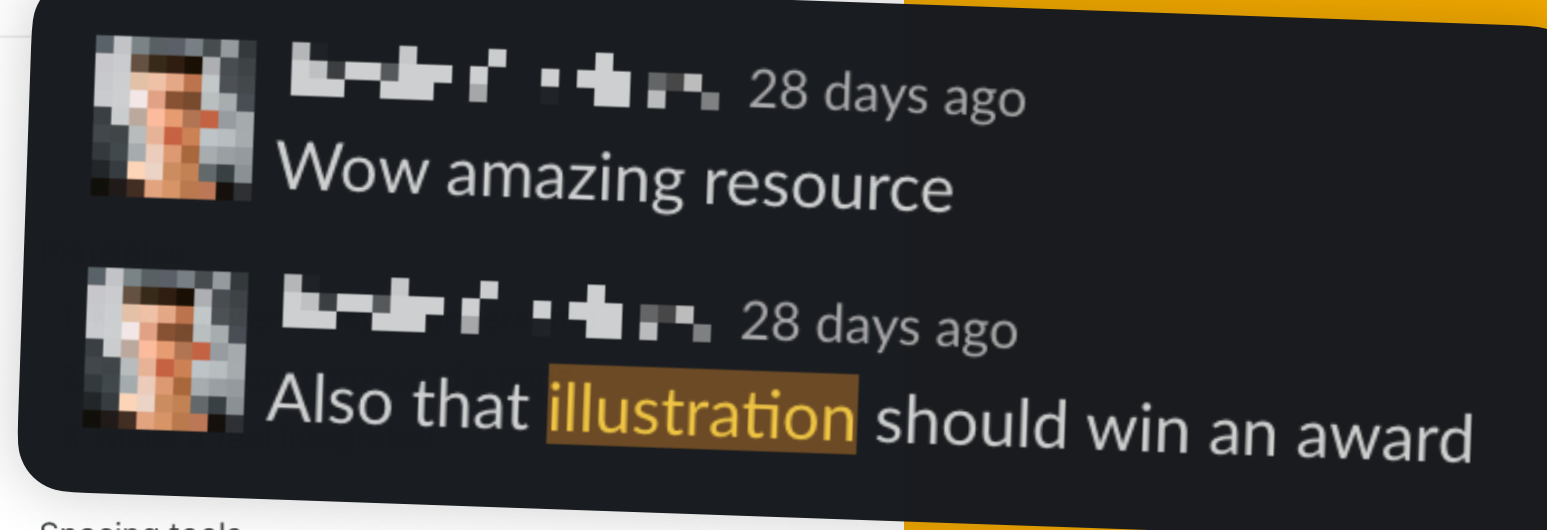 28 days ago
Wow amazing resource
28 days ago
Also that illustration should win an award